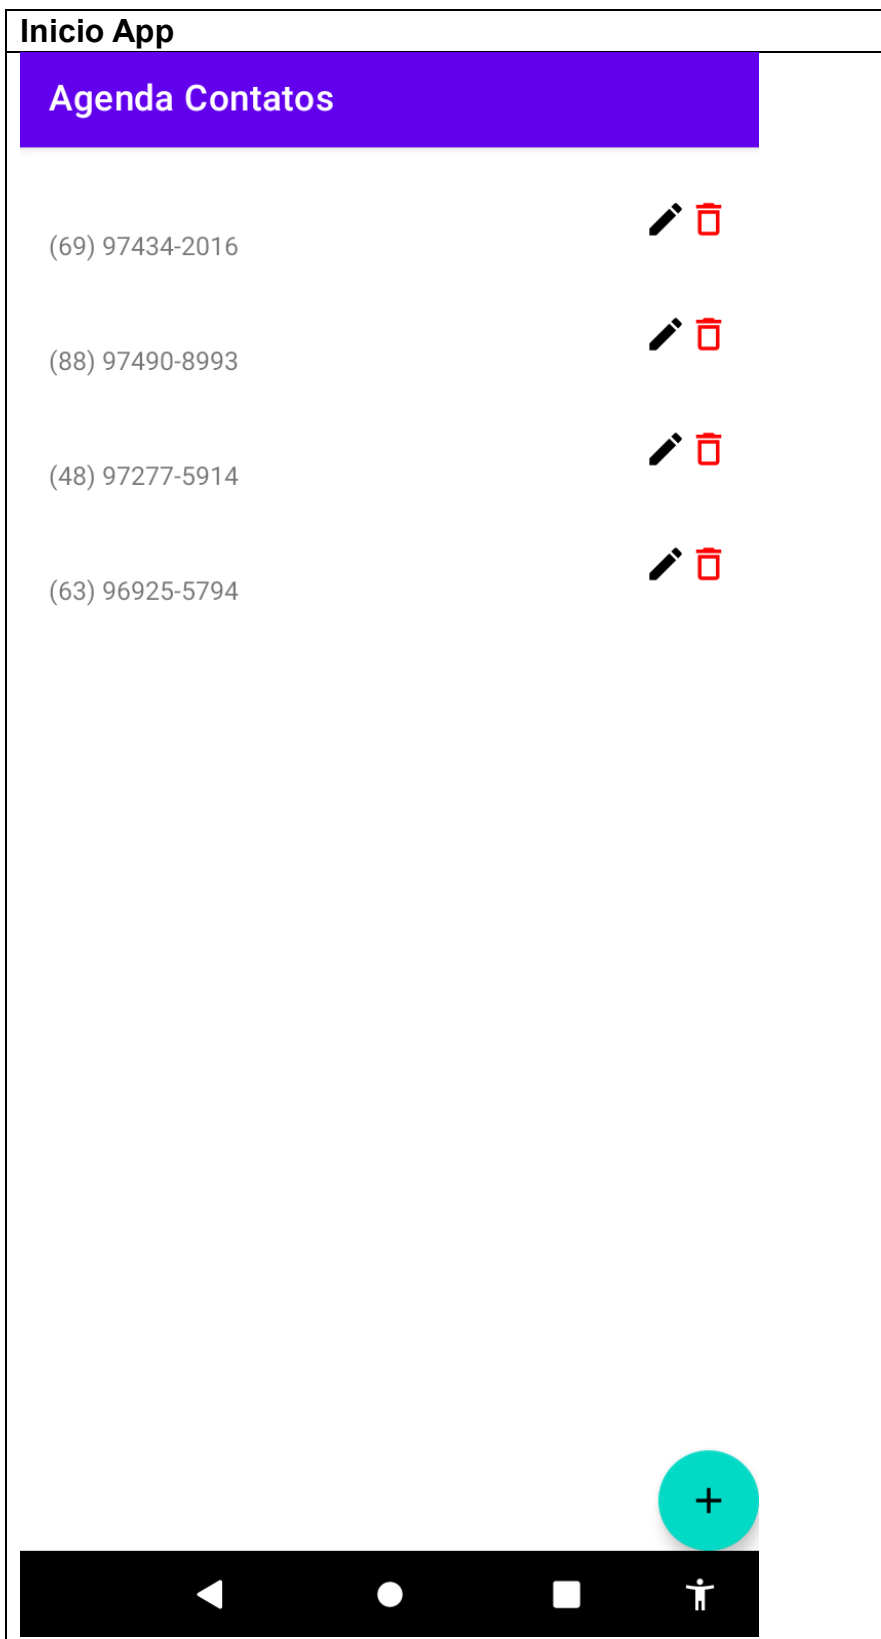 Inicio App
Agenda Contatos
(69) 97434-2016
(88) 97490-8993
(48) 97277-5914
(63) 96925-5794
+